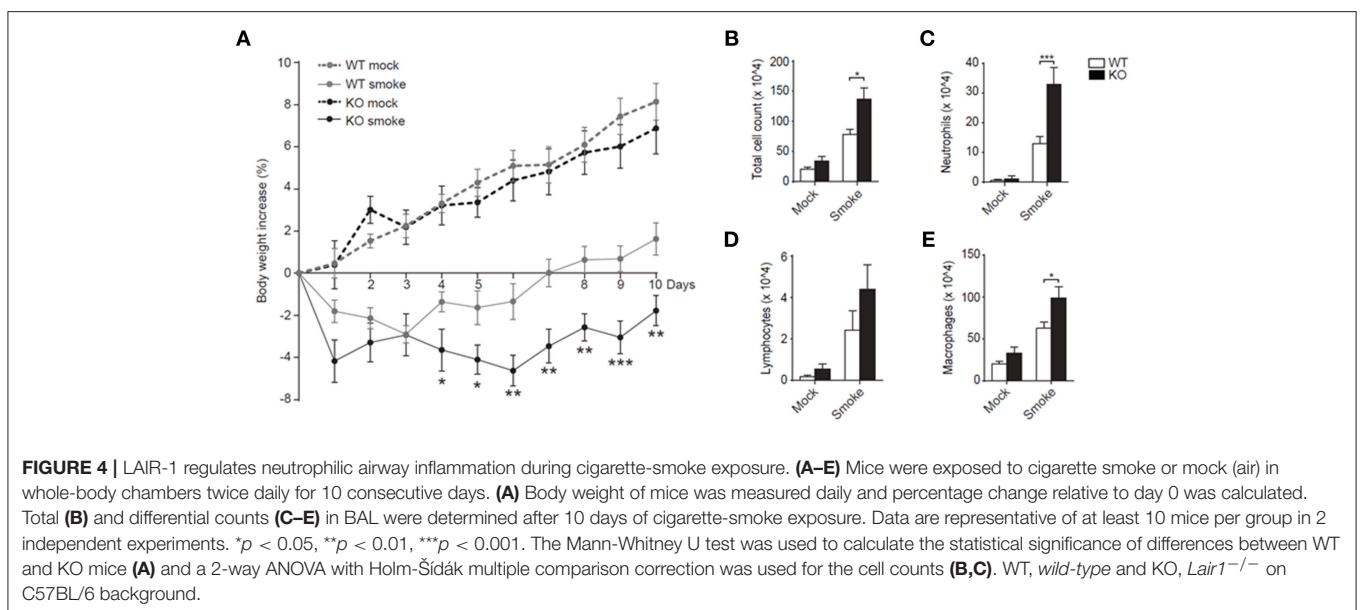 A
10
8
6
4
2
0
-2
-4
-6
-8
Body weight increase (%)
WT mock
WT smoke
KO mock
KO smoke
2 3 4 5 8 9 10 Days
* * ** ** ** *** **
B
200
150
100
50
0
Total cell count (x 10^4)
*
Mock Smoke
C
40
30
20
10
0
Neutrophils (x 10^4)
***
Mock Smoke
WT
KO
D
6
4
2
0
Lymphocytes (x 10^4)
Mock Smoke
E
150
100
50
0
Macrophages (x 10^4)
*
Mock Smoke
FIGURE 4 | LAIR-1 regulates neutrophilic airway inflammation during cigarette-smoke exposure. (A–E) Mice were exposed to cigarette smoke or mock (air) in
whole-body chambers twice daily for 10 consecutive days. (A) Body weight of mice was measured daily and percentage change relative to day 0 was calculated.
Total (B) and differential counts (C–E) in BAL were determined after 10 days of cigarette-smoke exposure. Data are representative of at least 10 mice per group in 2
independent experiments. *p < 0.05, **p < 0.01, ***p < 0.001. The Mann-Whitney U test was used to calculate the statistical significance of differences between WT
and KO mice (A) and a 2-way ANOVA with Holm-Šídák multiple comparison correction was used for the cell counts (B,C). WT, wild-type and KO, Lair1−/− on
C57BL/6 background.